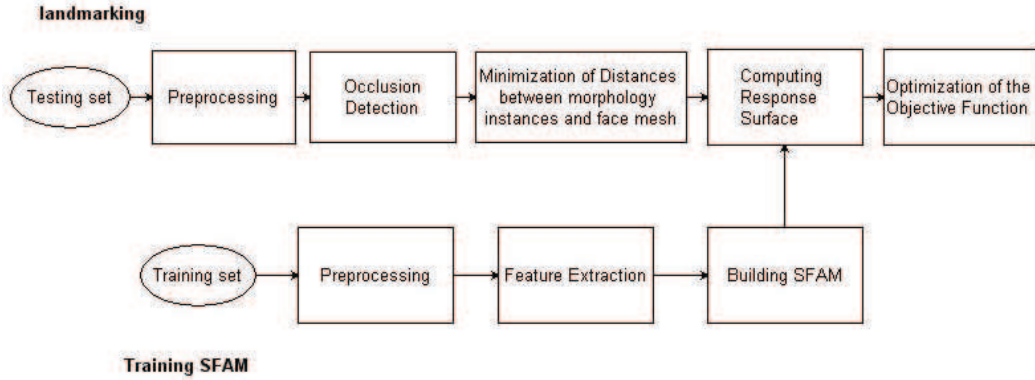 landmarking
Testing set
Preprocessing
Occlusion
Detection
Minimization of Distances
between morphology
instances and face mesh
Computing
Response
Surface
Optimization of the
Objective Function
Training set
Preprocessing
Feature Extraction
Building SFAM
Training SFAM